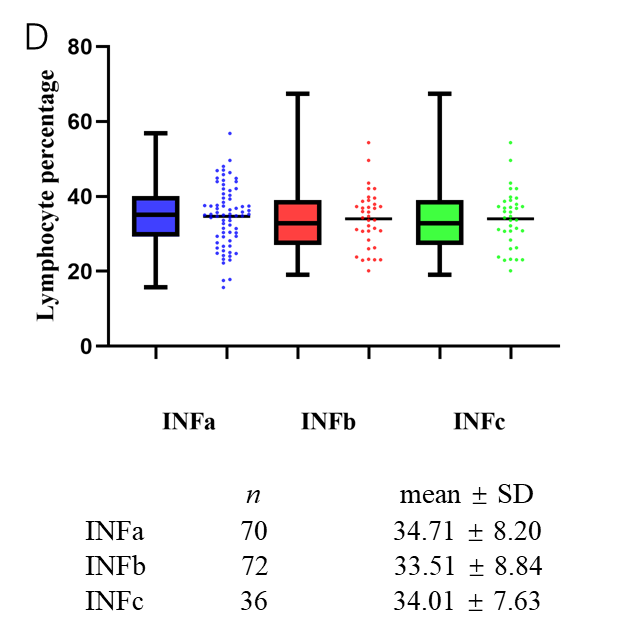 D
Lymphocyte percentage
80
60
40
20
0
INFa INFb INFc
n mean ± SD
INFa 70 34.71 ± 8.20
INFb 72 33.51 ± 8.84
INFc 36 34.01 ± 7.63